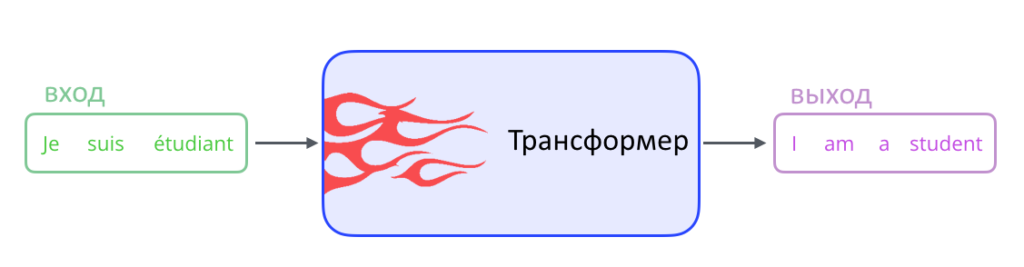 ВХОД
Je suis étudiant
Трансформер
ВЫХОД
I am a student